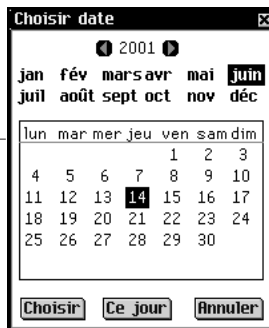 Choisir date
2001
jan fév mars avr mai juin
juil août sept oct nov déc
lun mar mer jeu ven sam dim
1 2 3
4 5 6 7 8 9 10
11 12 13 14 15 16 17
18 19 20 21 22 23 24
25 26 27 28 29 30
Choisir Ce jour Annuler